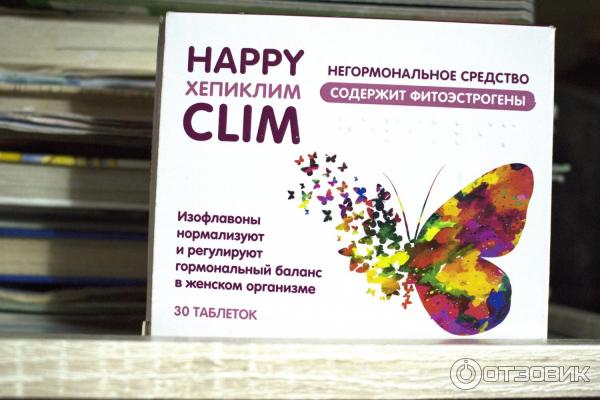 HAPPY
ХЕПИКЛИМ
CLIM
НЕГОРМОНАЛЬНОЕ СРЕДСТВО
СОДЕРЖИТ ФИТОЭСТРОГЕНЫ
Изофлавоны
нормализуют
и регулируют
гормональный баланс
в женском организме
30 ТАБЛЕТОК
ОТЗОВИК